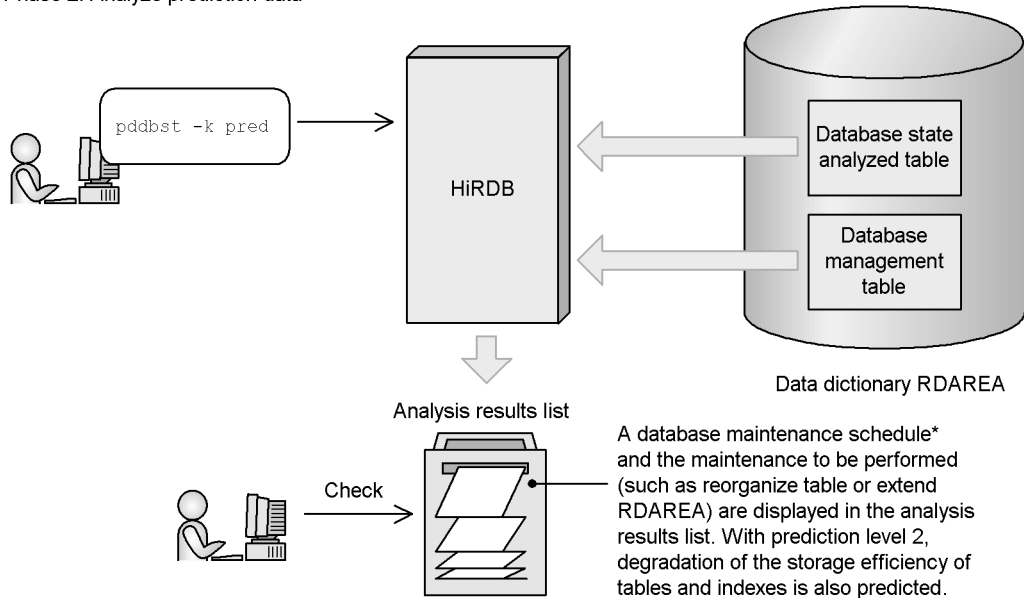 Phase 2: Analyze prediction data
pddbst -k pred
HiRDB
Database state
analyzed table
Database
management
table
Data dictionary RDAREA
Analysis results list
Check
A database maintenance schedule*
and the maintenance to be performed
(such as reorganize table or extend
RDAREA) are displayed in the analysis
results list. With prediction level 2,
degradation of the storage efficiency of
tables and indexes is also predicted.